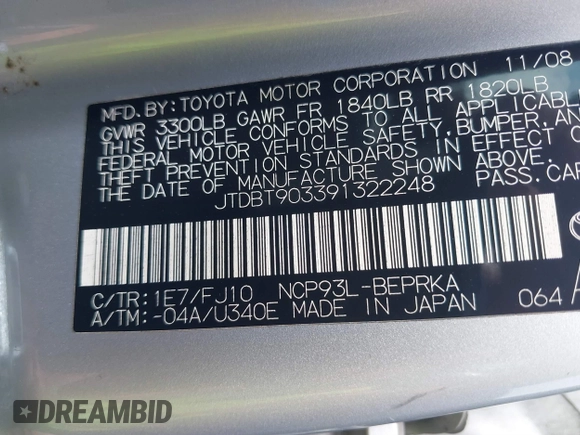 MFD. BY: TOYOTA MOTOR CORPORATION 11/08
GVWR 3300LB GAWR FR 1840LB RR 1820LB
THIS VEHICLE CONFORMS TO ALL APPLICABLE
FEDERAL MOTOR VEHICLE SAFETY, BUMPER, AN
THEFT PREVENTION STANDARDS IN EFFECT O
THE DATE OF MANUFACTURE SHOWN ABOVE.
JTDBT903391322248 PASS. CAR
C/TR: 1E7/FJ10 NCP93L-BEPRKA
A/TM: -04A/U340E MADE IN JAPAN 064
DREAMBID